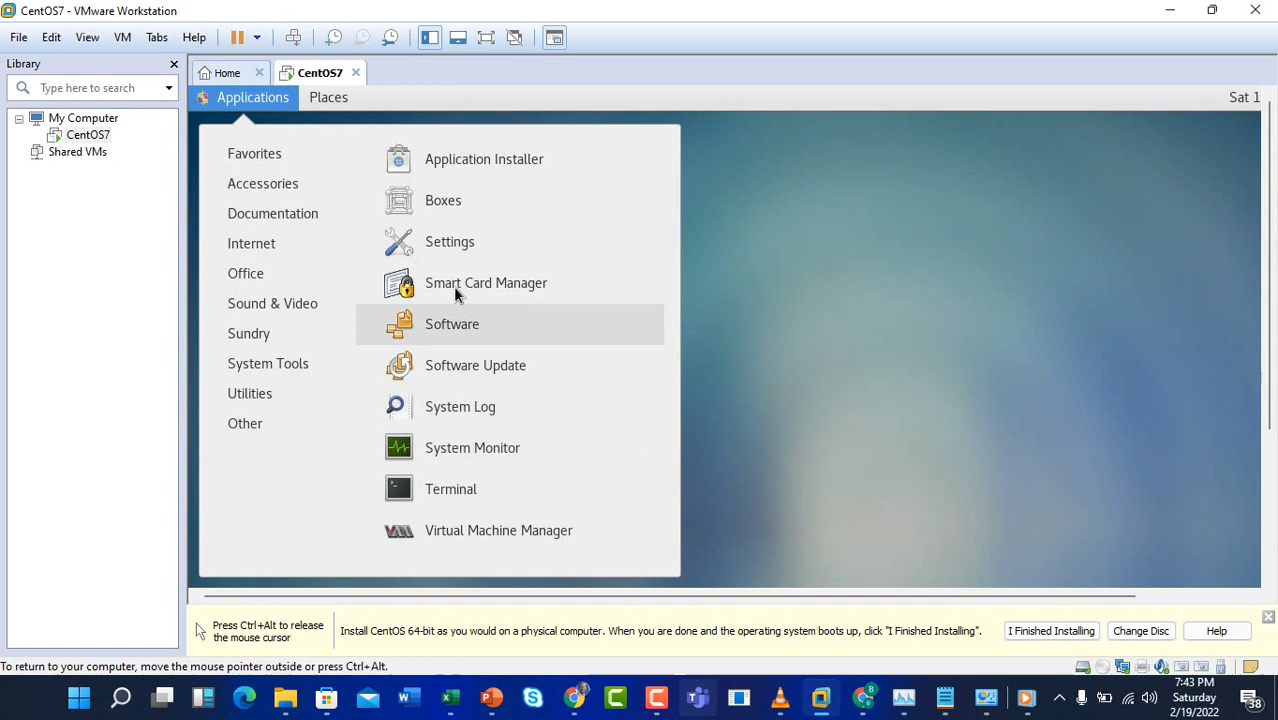 CentOS7 - VMware Workstation
File Edit View VM Tabs Help
Library
Type here to search
My Computer
CentOS7
Shared VMs
Home
CentOS7
Applications Places Sat 1
Favorites
Accessories
Documentation
Internet
Office
Sound & Video
Sundry
System Tools
Utilities
Other
Application Installer
Boxes
Settings
Smart Card Manager
Software
Software Update
System Log
System Monitor
Terminal
Virtual Machine Manager
Press Ctrl+Alt to release
the mouse cursor
Install CentOS 64-bit as you would on a physical computer. When you are done and the operating system boots up, click "I Finished Installing".
I Finished Installing
Change Disc
Help
To return to your computer, move the mouse pointer outside or press Ctrl+Alt.
7:43 PM
Saturday
2/19/2022
38